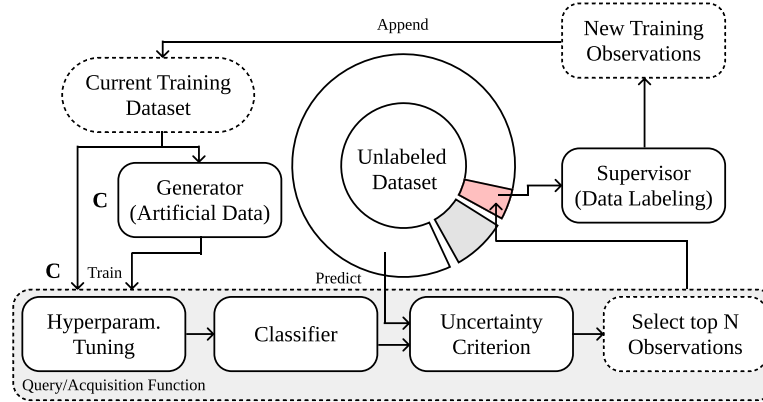 Append
New Training
Observations
Current Training
Dataset
Unlabeled
Dataset
Generator
(Artificial Data)
C
Supervisor
(Data Labeling)
C
Train
Predict
Hyperparam.
Tuning
Classifier
Uncertainty
Criterion
Select top N
Observations
Query/Acquisition Function